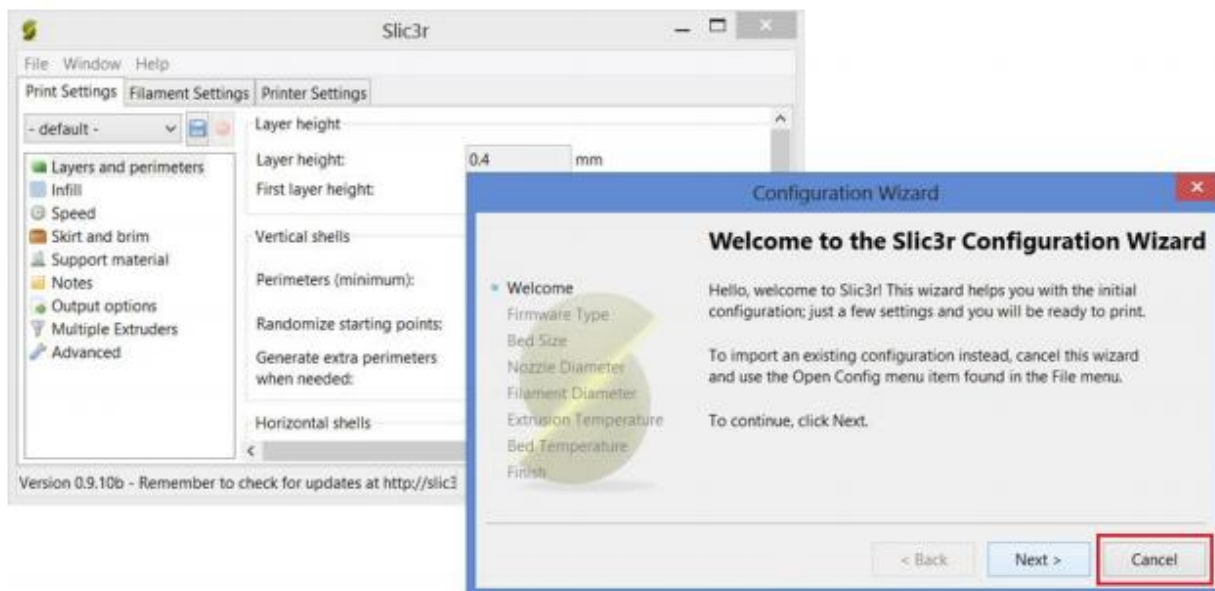 Slic3r
File Window Help
Print Settings Filament Settings Printer Settings
- default -
Layers and perimeters
Infill
Speed
Skirt and brim
Support material
Notes
Output options
Multiple Extruders
Advanced
Layer height
Layer height: 0.4 mm
First layer height:
Vertical shells
Perimeters (minimum):
Randomize starting points:
Generate extra perimeters
when needed:
Horizontal shells
Version 0.9.10b - Remember to check for updates at http://slic3
Configuration Wizard
Welcome
Firmware Type
Bed Size
Nozzle Diameter
Filament Diameter
Extrusion Temperature
Bed Temperature
Finish
Welcome to the Slic3r Configuration Wizard
Hello, welcome to Slic3r! This wizard helps you with the initial
configuration; just a few settings and you will be ready to print.
To import an existing configuration instead, cancel this wizard
and use the Open Config menu item found in the File menu.
To continue, click Next.
< Back Next > Cancel